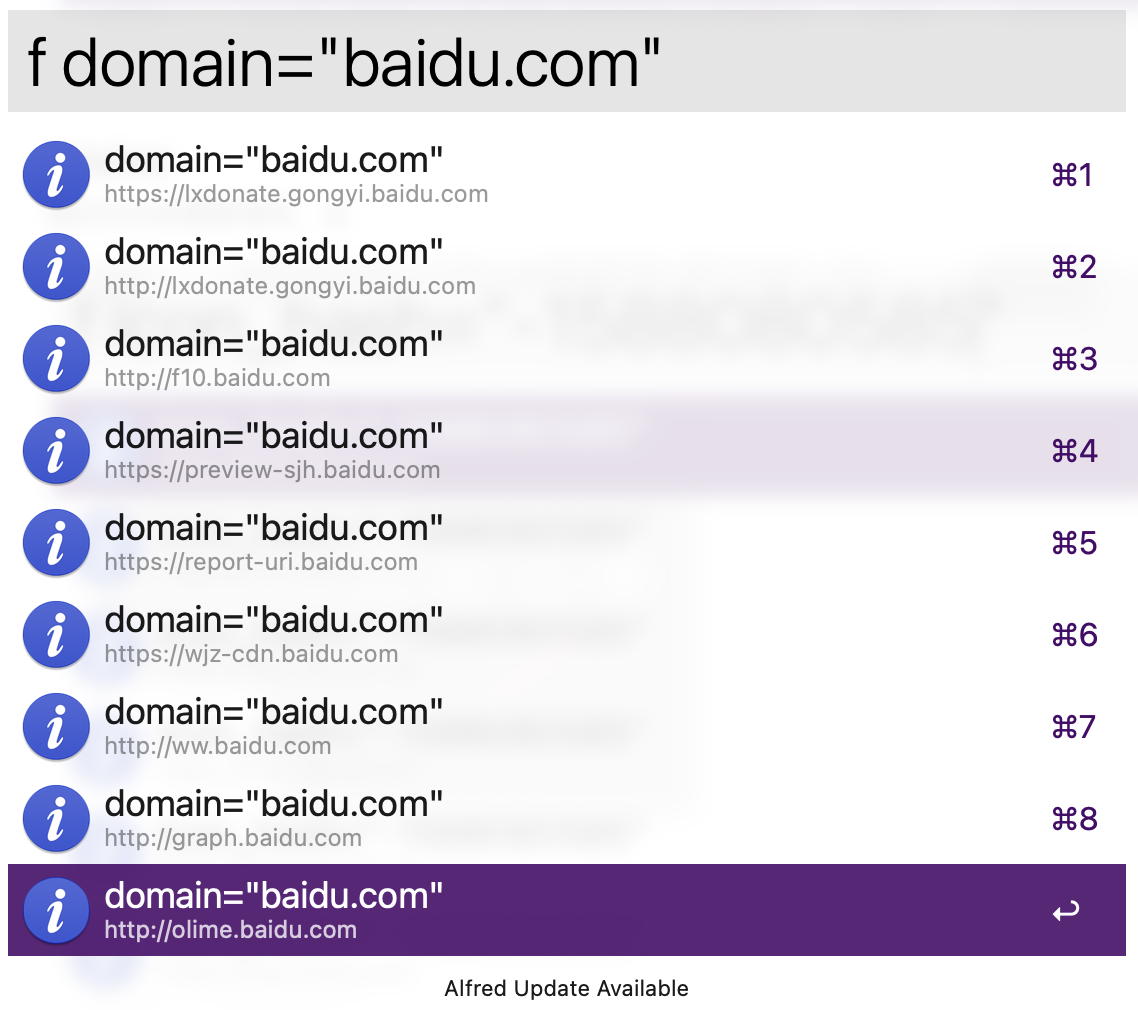 f domain="baidu.com"
domain="baidu.com"
https://lxdonate.gongyi.baidu.com
⌘1
domain="baidu.com"
http://lxdonate.gongyi.baidu.com
⌘2
domain="baidu.com"
http://f10.baidu.com
⌘3
domain="baidu.com"
https://preview-sjh.baidu.com
⌘4
domain="baidu.com"
https://report-uri.baidu.com
⌘5
domain="baidu.com"
https://wjz-cdn.baidu.com
⌘6
domain="baidu.com"
http://ww.baidu.com
⌘7
domain="baidu.com"
http://graph.baidu.com
⌘8
domain="baidu.com"
http://olime.baidu.com
Alfred Update Available